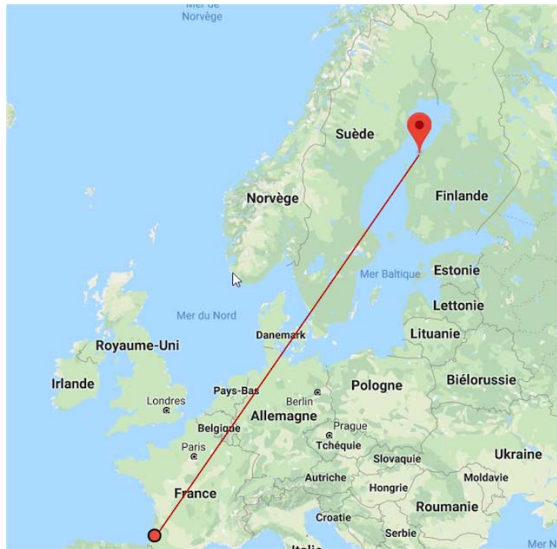 Mer de
Norvège
Suède
Norvège
Finlande
Estonie
Mer Baltique
Lettonie
Mer du Nord
Danemark
Lituanie
Royaume-Uni
Irlande
Biélorussie
Pays-Bas
Pologne
Londres
Berlin
Allemagne
Belgique
Prague
Tchéquie
Ukraine
Paris
Slovaquie
Moldavie
Autriche
Hongrie
France
Roumanie
Croatie
Serbie